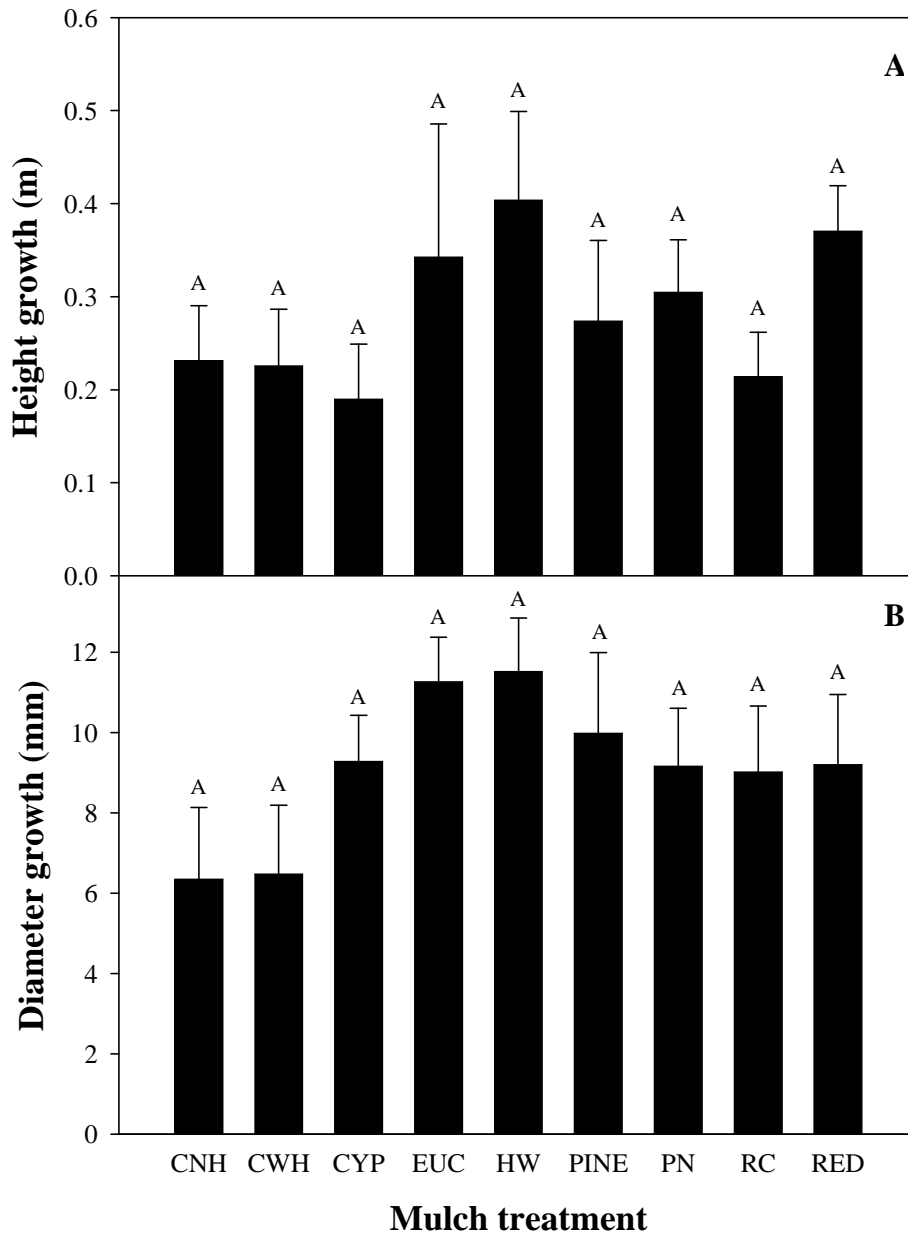 0.6
A
0.5
A
A
A
0.4
A
A
0.3
A
A
A
A
0.2
0.1
0.0
Height growth (m)
B
A
A
A
12
A
A
A
A
10
A
A
8
6
4
2
0
Diameter growth (mm)
CNH CWH CYP EUC HW PINE PN RC RED
Mulch treatment